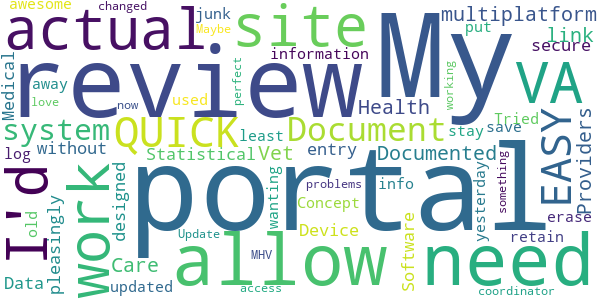 awesome changed
junk
Maybe
multiplatform
actual
site
link
put
information
secure
My
review
Medical
away
love
now
used
perfect
Health
working
VA
system
QUICK
least
Document
stay
save
EASY
Providers
log
without
Statistical
Vet
entry
Documented
Tried
I'd
old
pleasingly
work
designed
portal
wanting
problems
info
Concept
yesterday
something
erase
retain
Data
Care
updated
Update
allow
MHV
Device
access
Software
need
coordinator